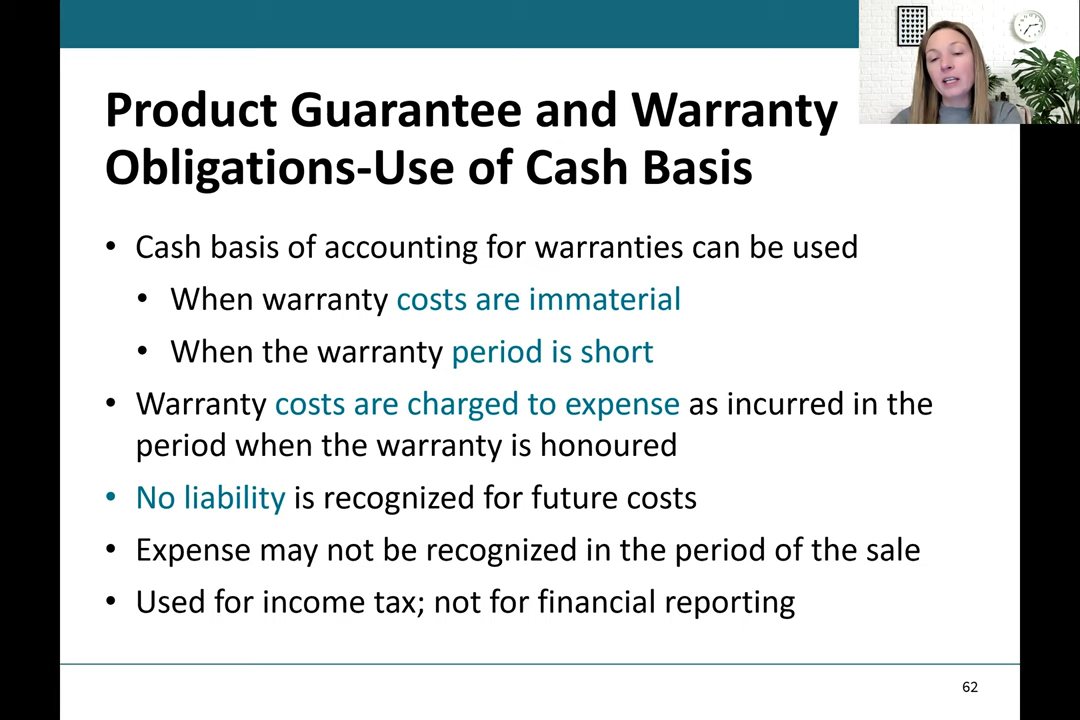 Product Guarantee and Warranty
Obligations-Use of Cash Basis
• Cash basis of accounting for warranties can be used
• When warranty costs are immaterial
• When the warranty period is short
• Warranty costs are charged to expense as incurred in the
period when the warranty is honoured
• No liability is recognized for future costs
• Expense may not be recognized in the period of the sale
• Used for income tax; not for financial reporting
62